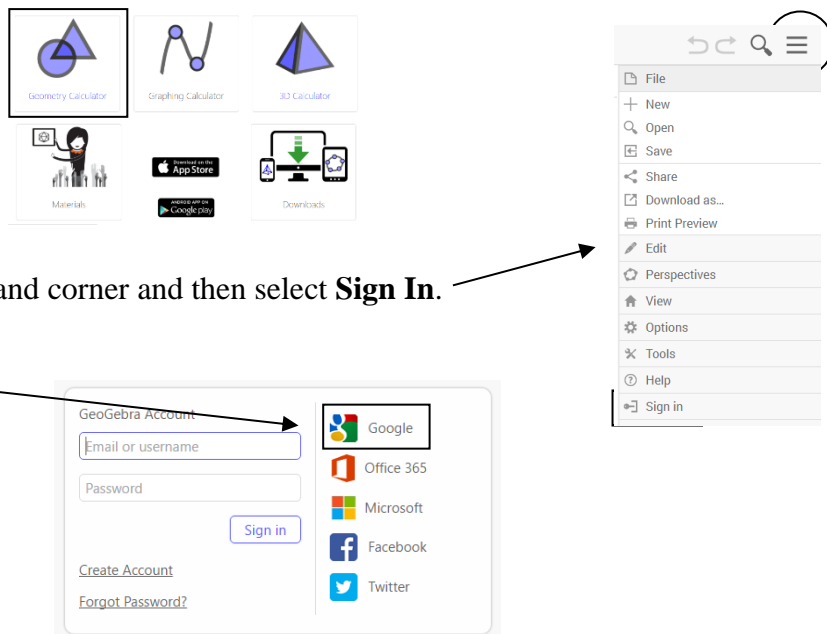 Geometry Calculator
Graphing Calculator
3D Calculator
Materials
Download on the
App Store
ANDROID APP ON
Google play
Downloads
File
New
Open
Save
Share
Download as...
Print Preview
Edit
Perspectives
View
Options
Tools
Help
Sign in
and corner and then select Sign In.
GeoGebra Account
Email or username
Password
Sign in
Create Account
Forgot Password?
Google
Office 365
Microsoft
Facebook
Twitter